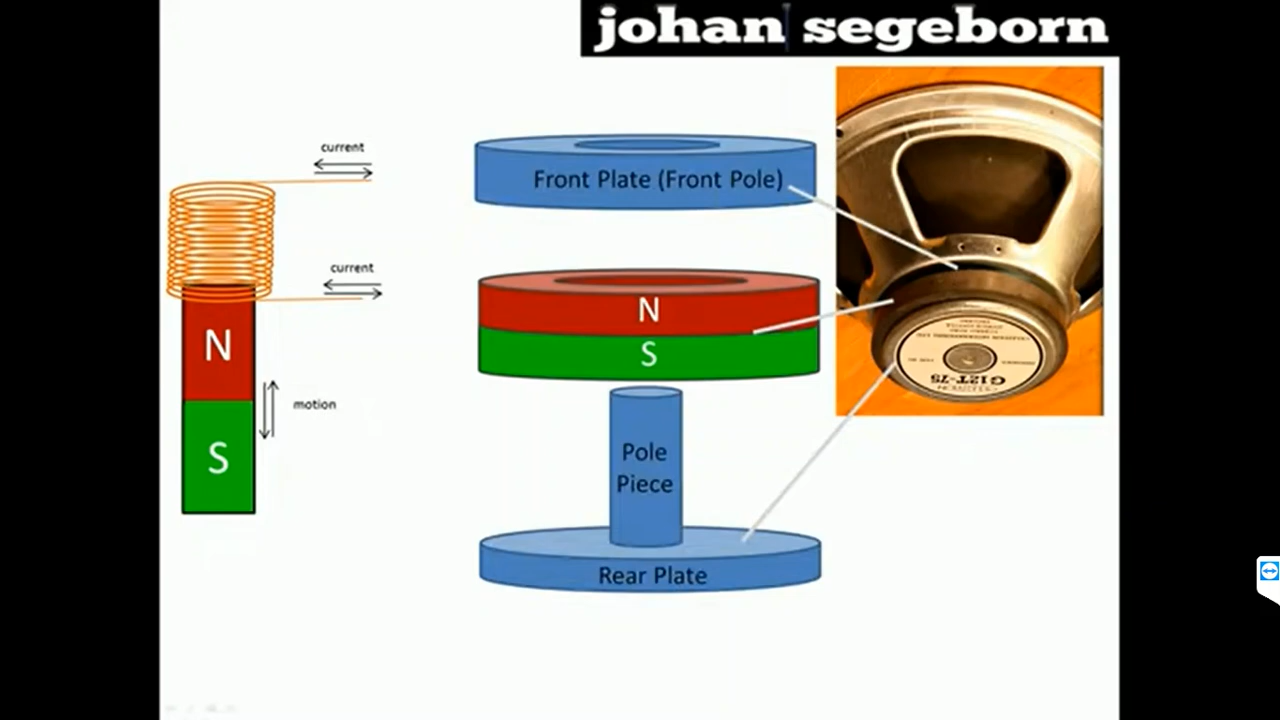 johan segeborn
current
current
N
S
motion
Front Plate (Front Pole)
N
S
Pole
Piece
Rear Plate
G12T-75